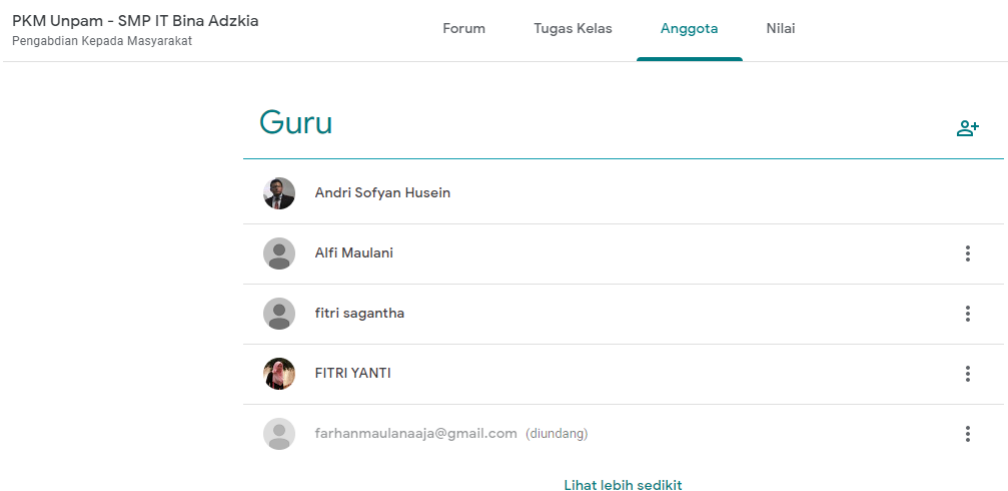 PKM Unpam - SMP IT Bina Adzkia
Pengabdian Kepada Masyarakat
Forum Tugas Kelas Anggota Nilai
Guru
Andri Sofyan Husein
Alfi Maulani
fitri sagantha
FITRI YANTI
farhanmaulanaaja@gmail.com (diundang)
Lihat lebih sedikit